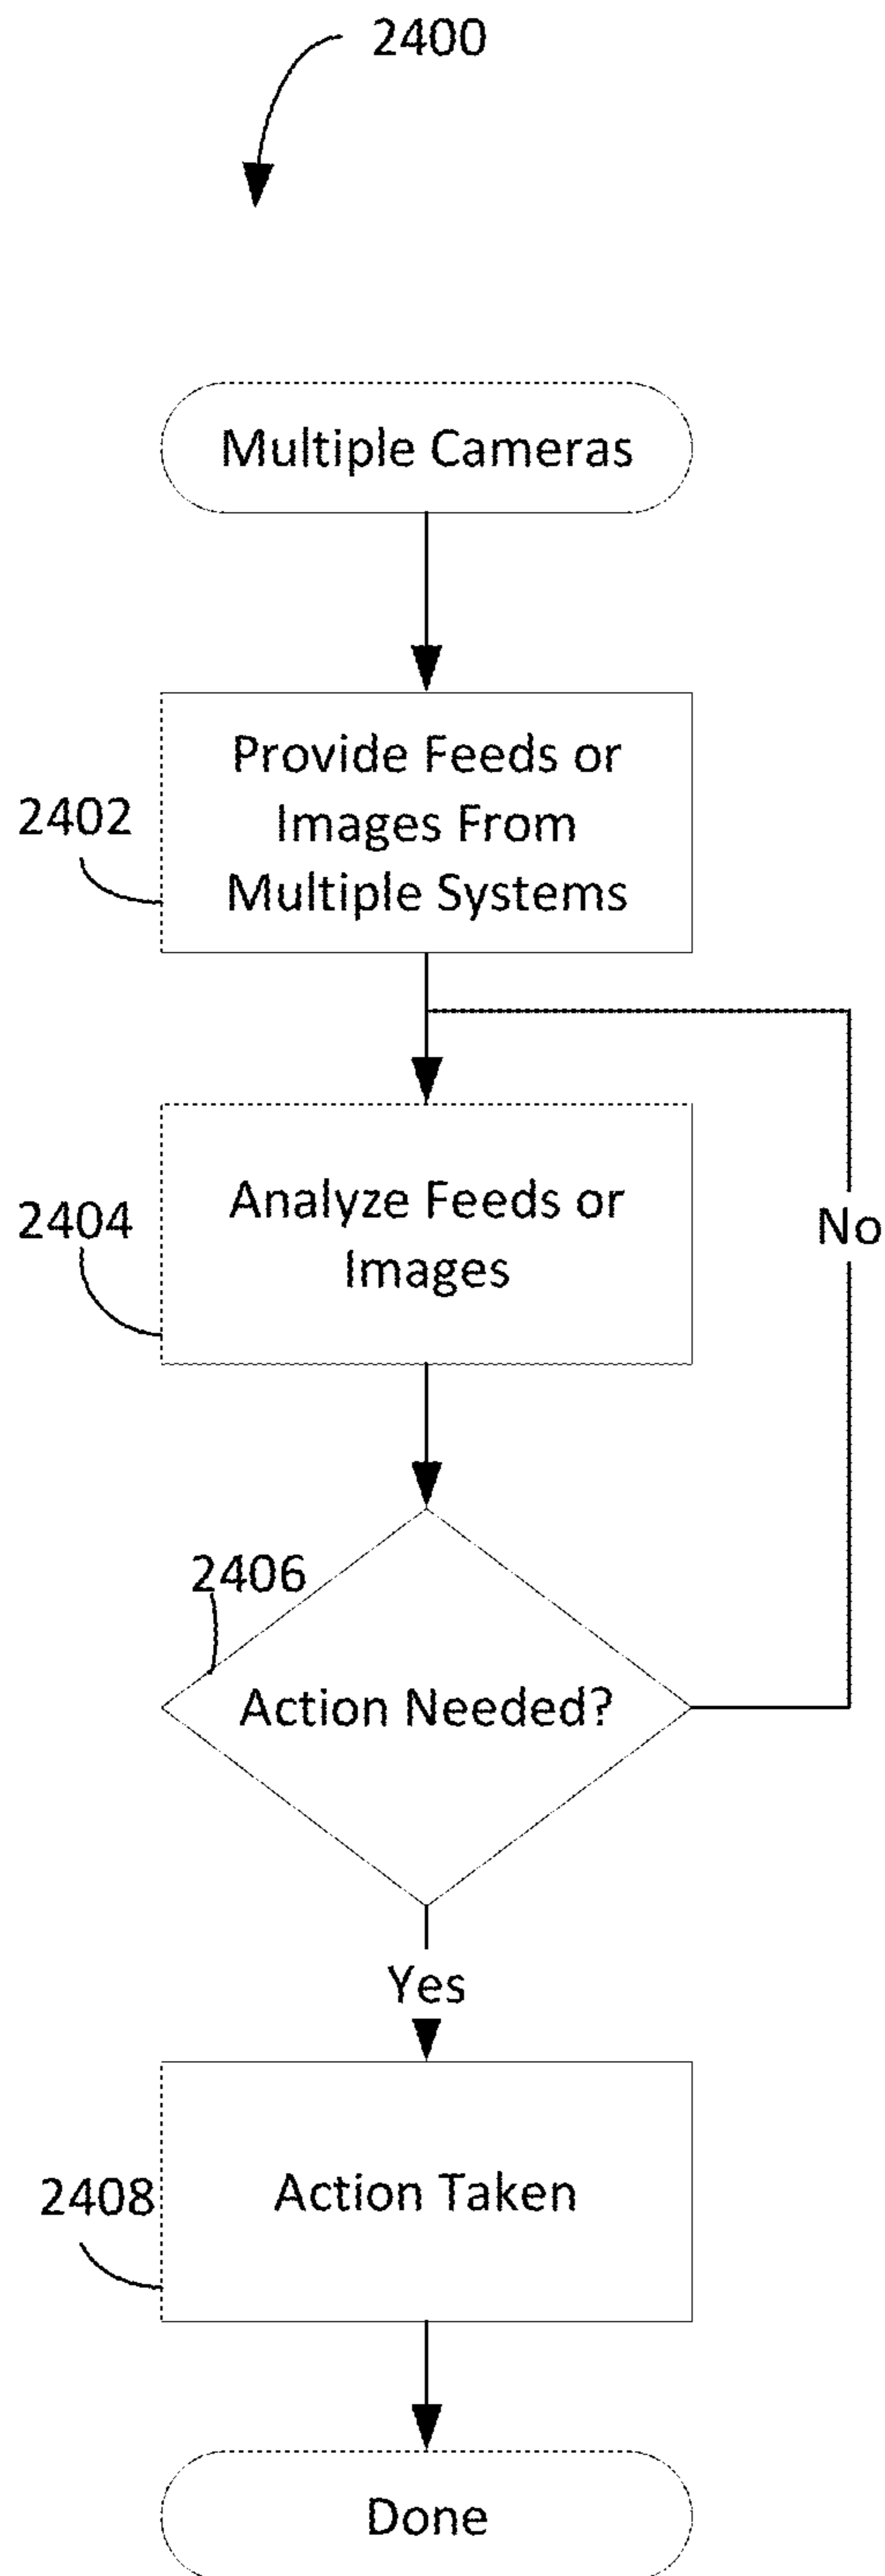 2400
Multiple Cameras
Provide Feeds or
Images From
Multiple Systems
2402
Analyze Feeds or
Images
2404
No
2406
Action Needed?
Yes
Action Taken
2408
Done